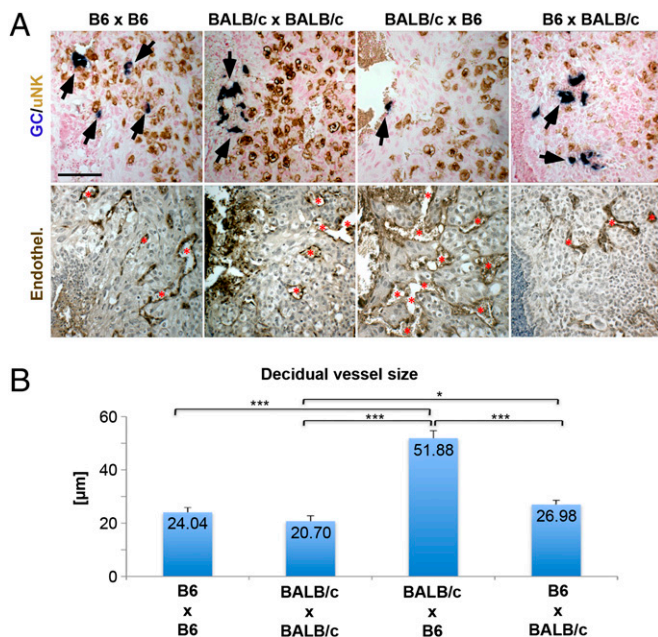 A
B6 x B6
BALB/c x BALB/c
BALB/c x B6
B6 x BALB/c
GC/uNK
Endothel.
* * * *
* * * *
* * * * * * * *
* * *
B
Decidual vessel size
*
***
***
***
[µm]
60
40
20
0
24.04
20.70
51.88
26.98
B6
x
B6
BALB/c
x
BALB/c
BALB/c
x
B6
B6
x
BALB/c